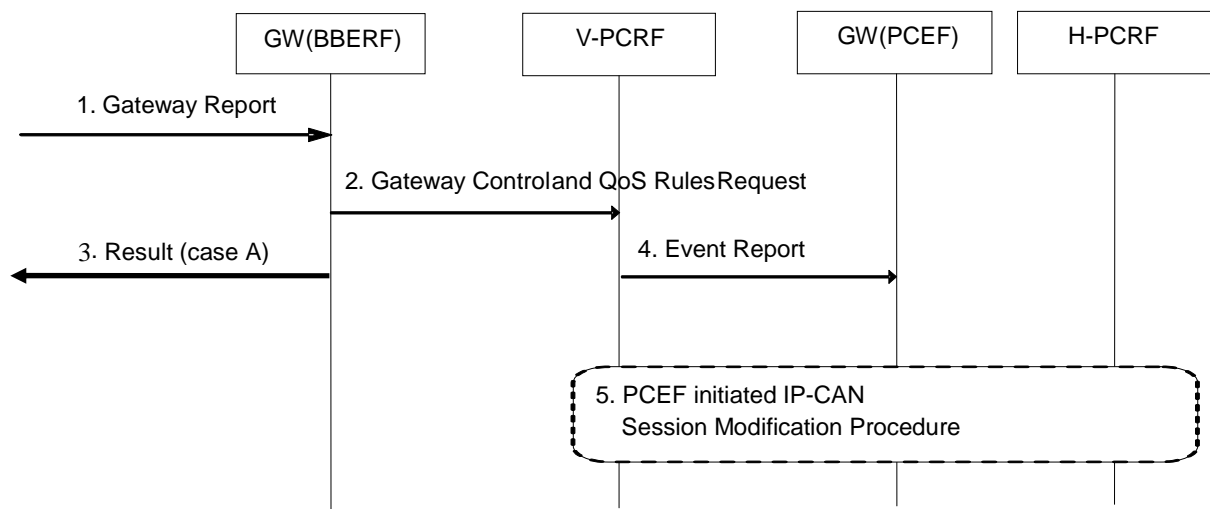 GW(BBERF)
V-PCRF
GW(PCEF)
H-PCRF
1. Gateway Report
2. Gateway Controland QoS RulesRequest
3. Result (case A)
4. Event Report
5. PCEF initiated IP-CAN
Session Modification Procedure